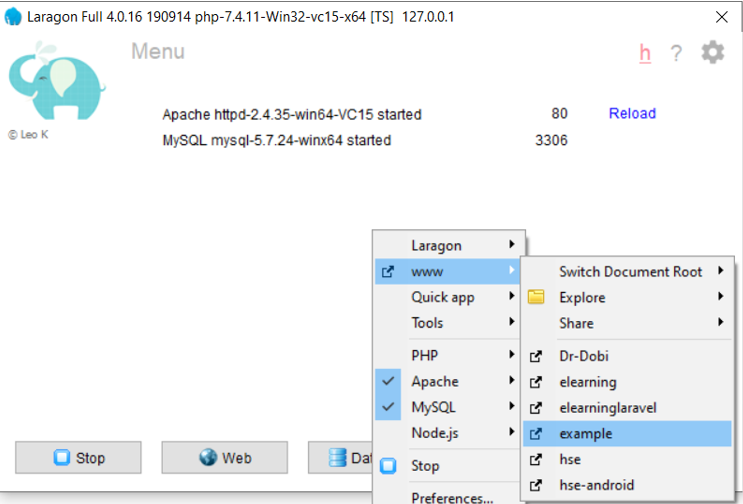 Laragon Full 4.0.16 190914 php-7.4.11-Win32-vc15-x64 [TS] 127.0.0.1
Menu
h ?
© Leo K
Apache httpd-2.4.35-win64-VC15 started 80 Reload
MySQL mysql-5.7.24-winx64 started 3306
Laragon
www
Quick app
Tools
PHP
Apache
MySQL
Node.js
Stop
Preferences...
Switch Document Root
Explore
Share
Dr-Dobi
elearning
elearninglaravel
example
hse
hse-android
Stop
Web